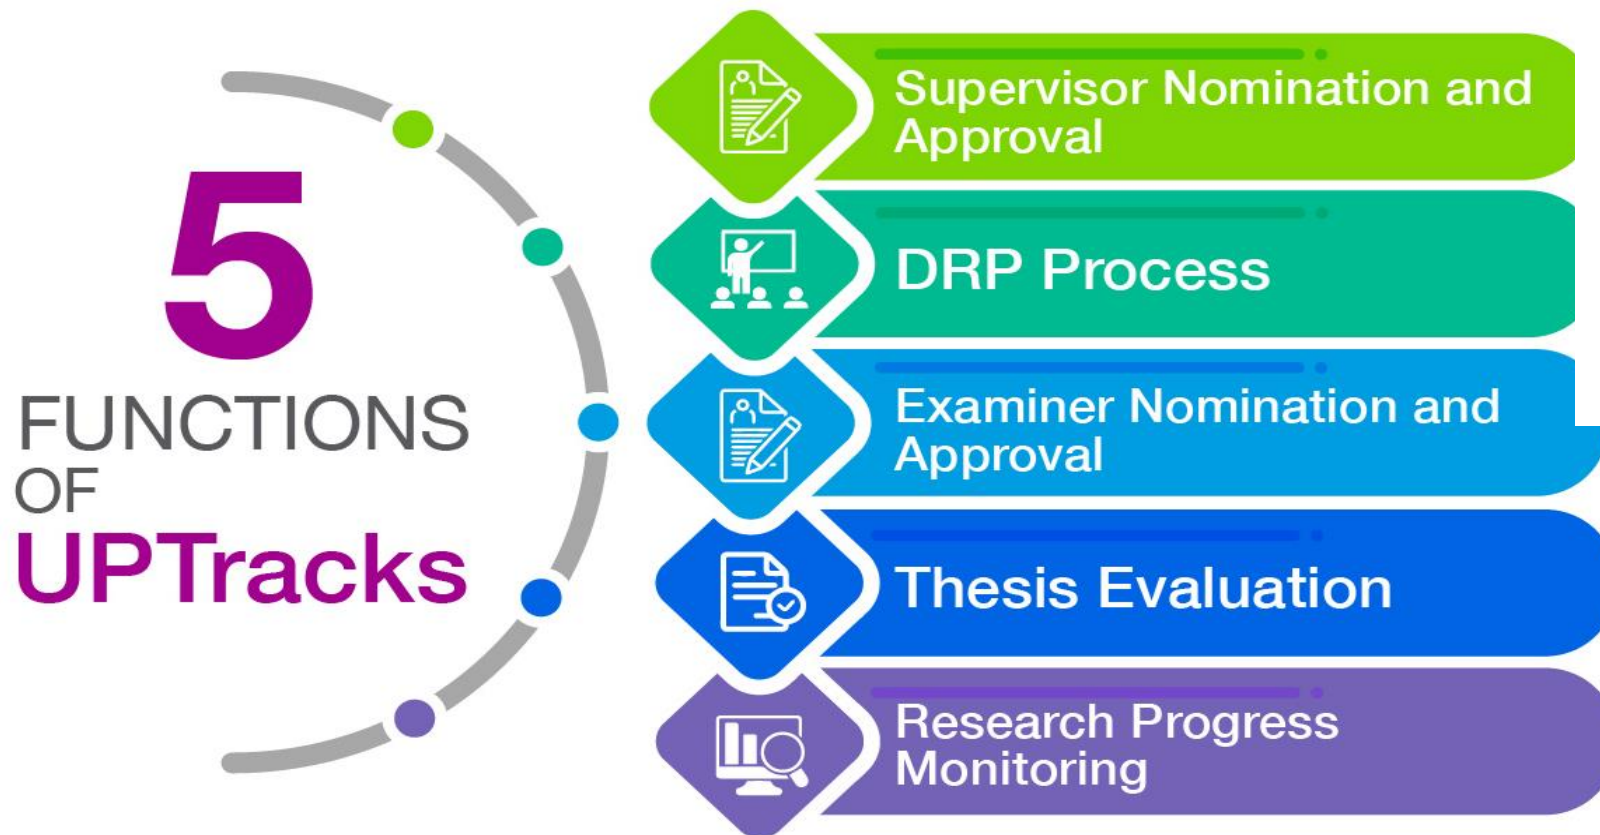 5
FUNCTIONS
OF
UPTracks
Supervisor Nomination and
Approval
DRP Process
Examiner Nomination and
Approval
Thesis Evaluation
Research Progress
Monitoring